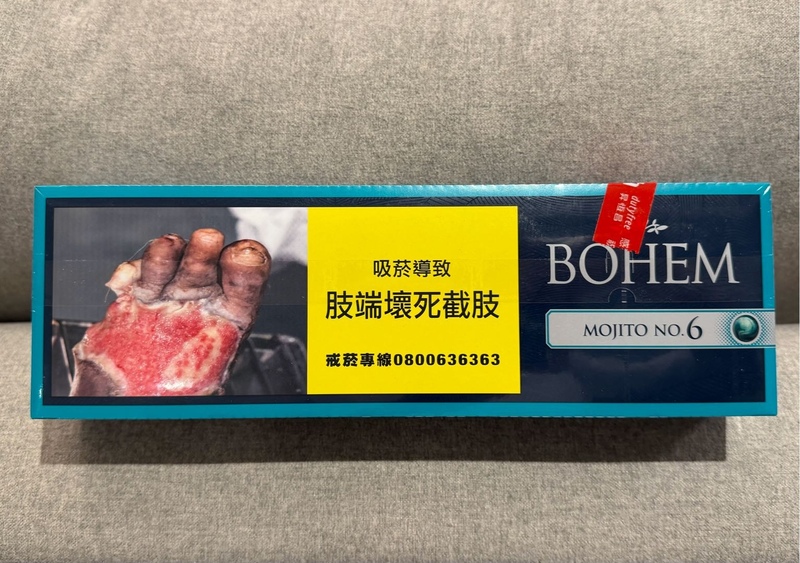 吸菸導致
肢端壞死截肢
戒菸專線0800636363
dutyfree
BOHEM
MOJITO NO.6